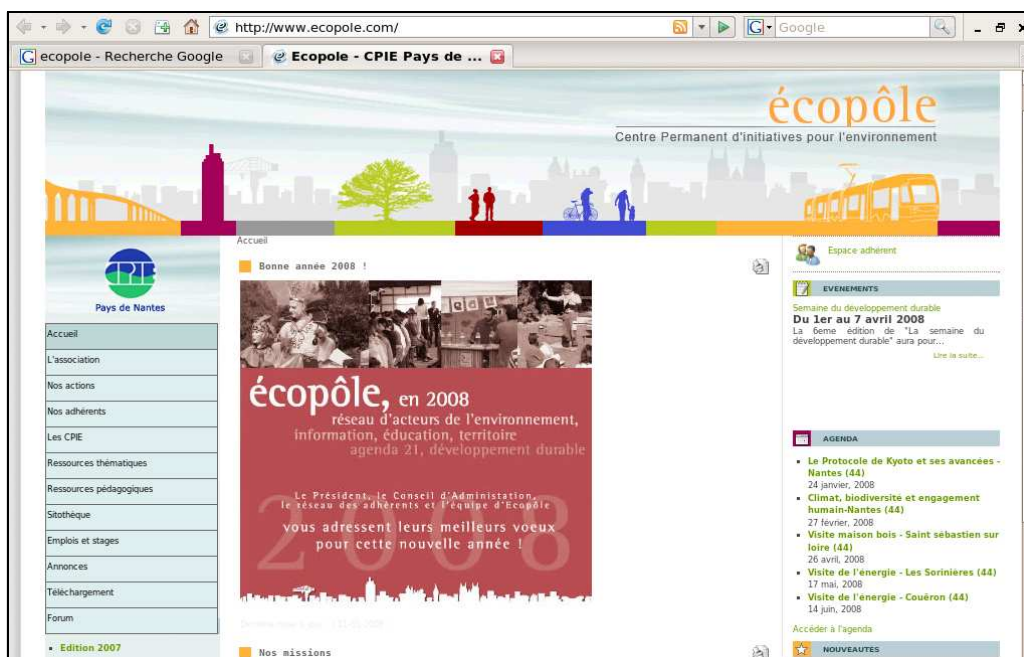 http://www.ecopole.com/
Google
ecopole - Recherche Google
Ecopole - CPIE Pays de ...
écopôle
Centre Permanent d'initiatives pour l'environnement
CPIE
Pays de Nantes
Accueil
L'association
Nos actions
Nos adhérents
Les CPIE
Ressources thématiques
Ressources pédagogiques
Sitothèque
Emplois et stages
Annonces
Téléchargement
Forum
Edition 2007
Accueil
Bonne année 2008 !
écopôle, en 2008
réseau d'acteurs de l'environnement,
information, éducation, territoire
agenda 21, développement durable
2008
Le Président, le Conseil d'Administation,
le réseau des adhérents et l'équipe d'Ecopôle
vous adressent leurs meilleurs voeux
pour cette nouvelle année !
Nos missions
Espace adhérent
EVENEMENTS
Semaine du développement durable
Du 1er au 7 avril 2008
La 6eme édition de "La semaine du
développement durable" aura pour...
Lire la suite...
AGENDA
Le Protocole de Kyoto et ses avancées -
Nantes (44)
24 janvier, 2008
Climat, biodiversité et engagement
humain-Nantes (44)
27 février, 2008
Visite maison bois - Saint sébastien sur
loire (44)
26 avril, 2008
Visite de l'énergie - Les Sorinières (44)
17 mai, 2008
Visite de l'énergie - Couëron (44)
14 juin, 2008
Accéder à l'agenda
NOUVEAUTES